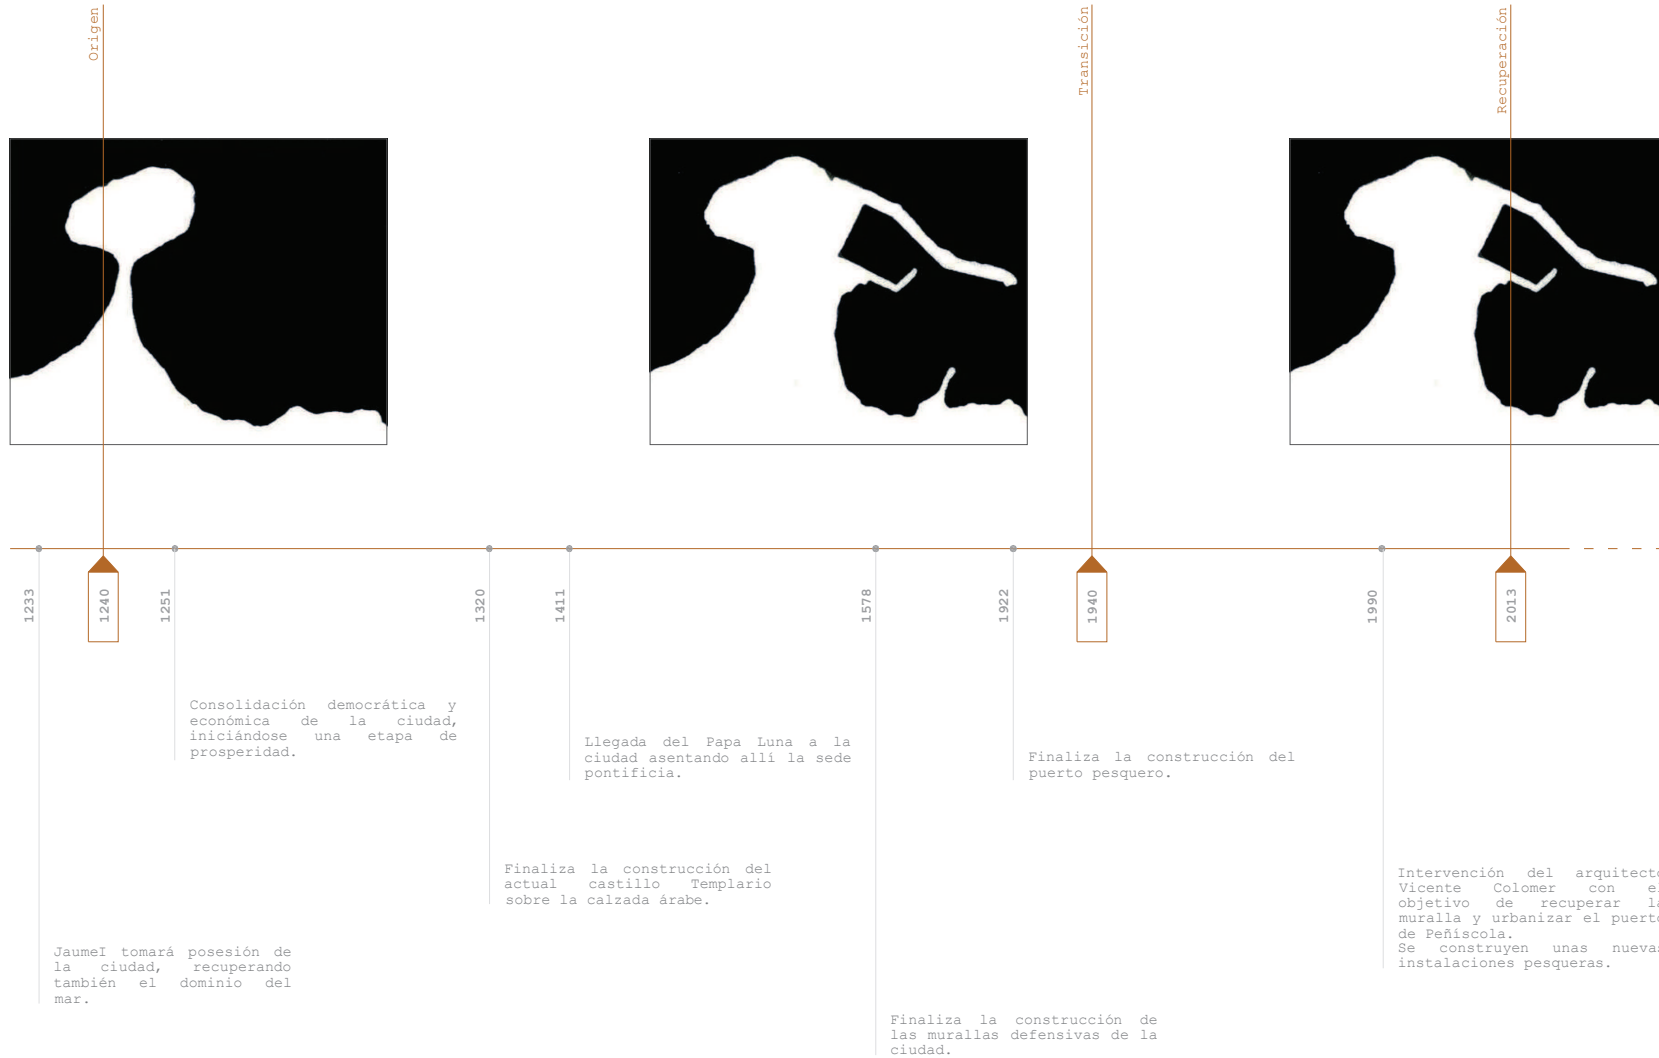 Origen
Transición
Recuperación
1233
1240
1251
1320
1411
1578
1922
1940
1990
2013
Consolidación democrática y
económica de la ciudad,
iniciándose una etapa de
prosperidad.
Llegada del Papa Luna a la
ciudad asentando allí la sede
pontificia.
Finaliza la construcción del
puerto pesquero.
Finaliza la construcción del
actual castillo Templario
sobre la calzada árabe.
Intervención del arquitecto
Vicente Colomer con el
objetivo de recuperar la
muralla y urbanizar el puerto
de Peñíscola.
Se construyen unas nuevas
instalaciones pesqueras.
JaumeI tomará posesión de
la ciudad, recuperando
también el dominio del
mar.
Finaliza la construcción de
las murallas defensivas de la
ciudad.